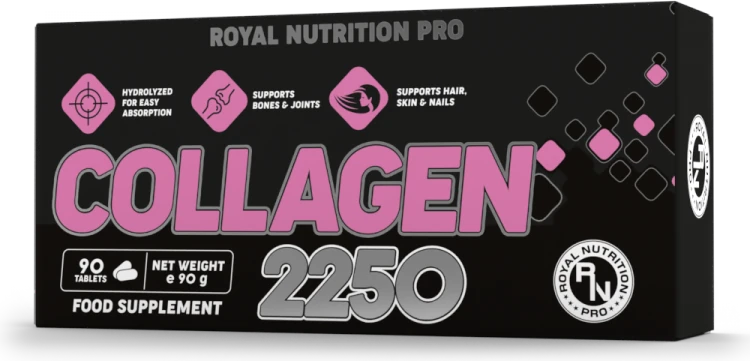 ROYAL NUTRITION PRO
HYDROLYZED
FOR EASY
ABSORPTION
SUPPORTS
BONES & JOINTS
SUPPORTS HAIR,
SKIN & NAILS
COLLAGEN
2250
90
TABLETS
NET WEIGHT
e 90 g
FOOD SUPPLEMENT
ROYAL NUTRITION
RN
PRO